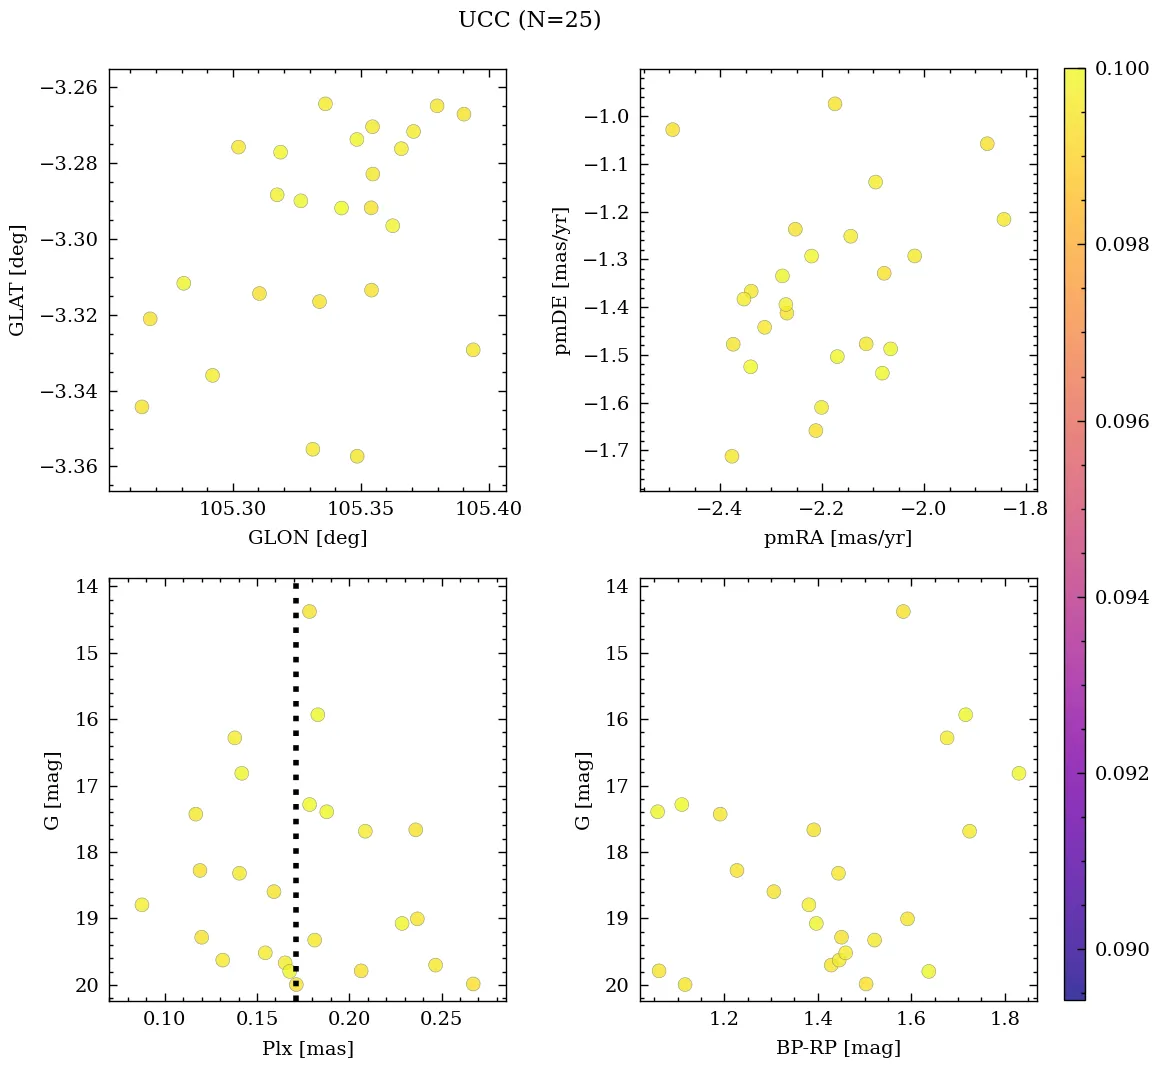 UCC (N=25)
−3.26
−3.28
−3.30
−3.32
−3.34
−3.36
GLAT [deg]
105.30 105.35 105.40
GLON [deg]
−1.0
−1.1
−1.2
−1.3
−1.4
−1.5
−1.6
−1.7
pmDE [mas/yr]
−2.4 −2.2 −2.0 −1.8
pmRA [mas/yr]
14
15
16
17
18
19
20
G [mag]
0.10 0.15 0.20 0.25
Plx [mas]
14
15
16
17
18
19
20
G [mag]
1.2 1.4 1.6 1.8
BP-RP [mag]
0.100
0.098
0.096
0.094
0.092
0.090